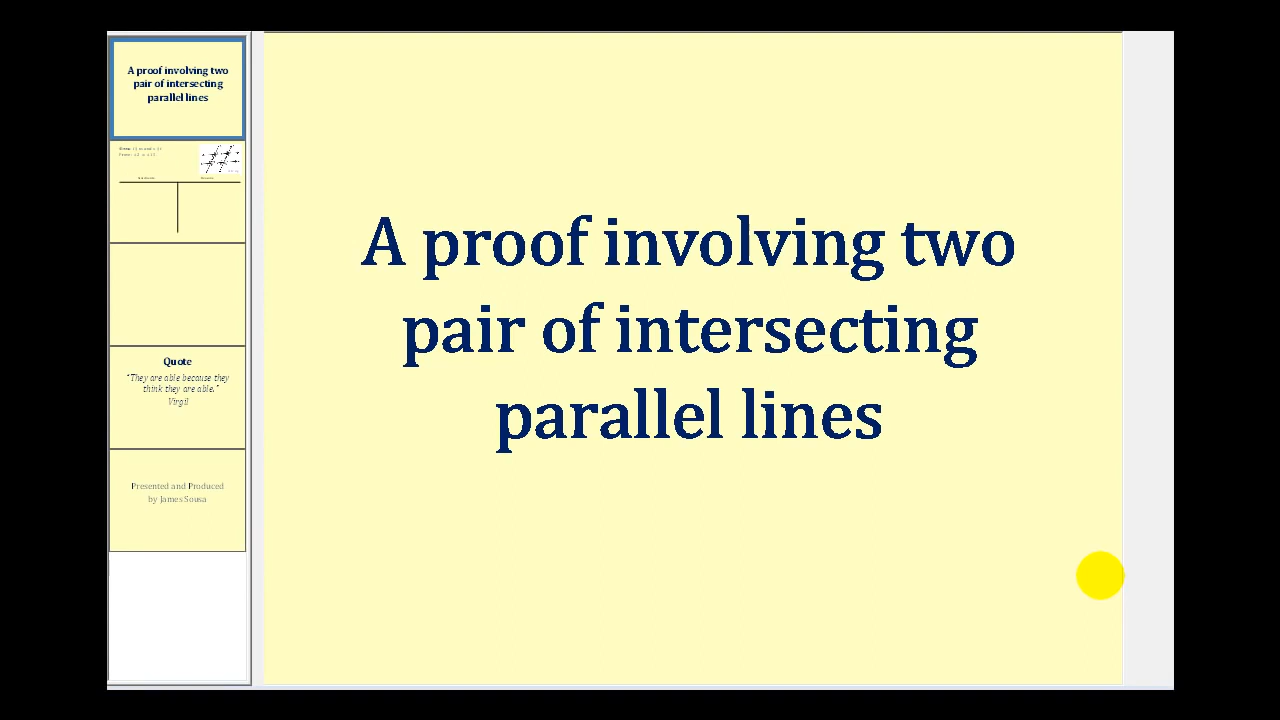 A proof involving two
pair of intersecting
parallel lines
Quote
"They are able because they
think they are able."
Virgil
Presented and Produced
by James Sousa
A proof involving two
pair of intersecting
parallel lines